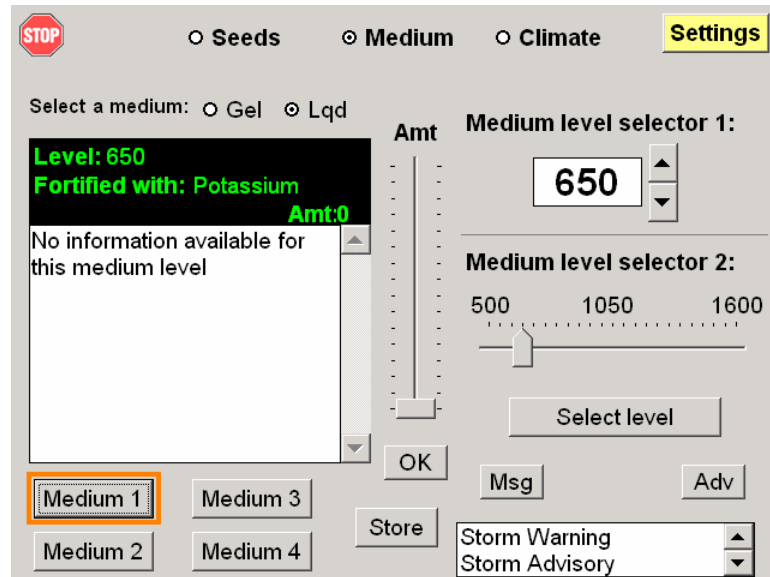 STOP
Seeds
Medium
Climate
Settings
Select a medium:
Gel
Lqd
Level: 650
Fortified with: Potassium
Amt:0
No information available for
this medium level
Amt
OK
Medium level selector 1:
650
Medium level selector 2:
500 1050 1600
Select level
Msg
Adv
Medium 1
Medium 3
Medium 2
Medium 4
Store
Storm Warning
Storm Advisory